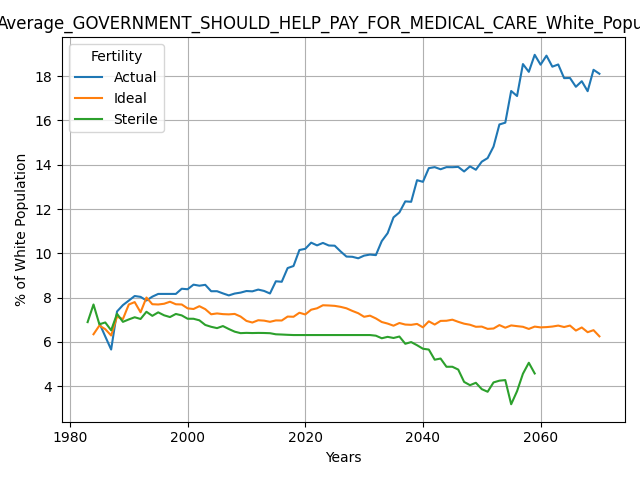 Average_GOVERNMENT_SHOULD_HELP_PAY_FOR_MEDICAL_CARE_White_Popu
Fertility
Actual
Ideal
Sterile
% of White Population
18
16
14
12
10
8
6
4
1980 2000 2020 2040 2060
Years